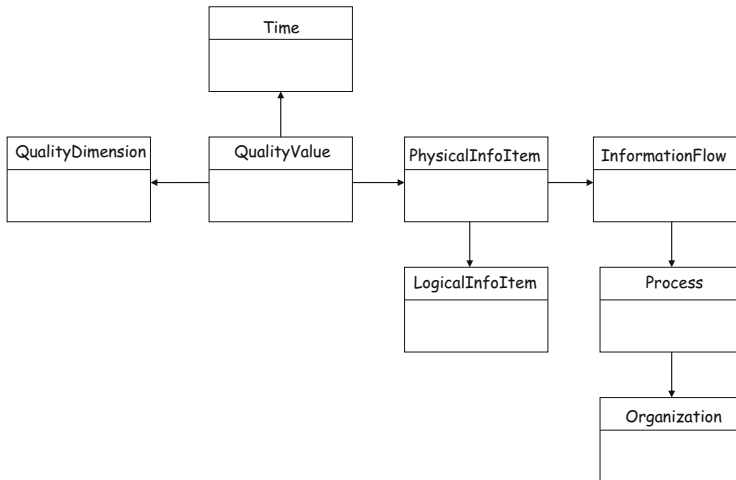 Time
QualityDimension
QualityValue
PhysicalInfoItem
InformationFlow
LogicalInfoItem
Process
Organization